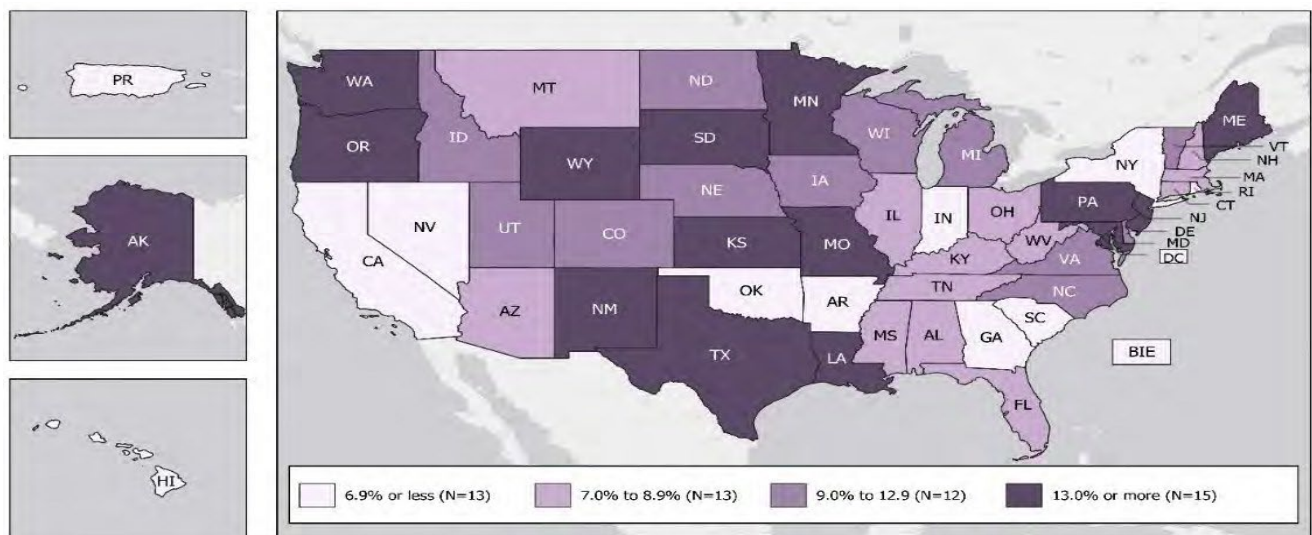 PR
AK
HI
WA
MT
ND
MN
ME
OR
ID
WY
SD
WI
MI
NY
VT
NH
MA
RI
CT
NV
UT
CO
NE
IA
IL
IN
OH
PA
NJ
DE
MD
DC
CA
KS
MO
KY
WV
VA
AZ
NM
OK
AR
TN
NC
SC
TX
LA
MS
AL
GA
FL
BIE
6.9% or less (N=13)
7.0% to 8.9% (N=13)
9.0% to 12.9 (N=12)
13.0% or more (N=15)